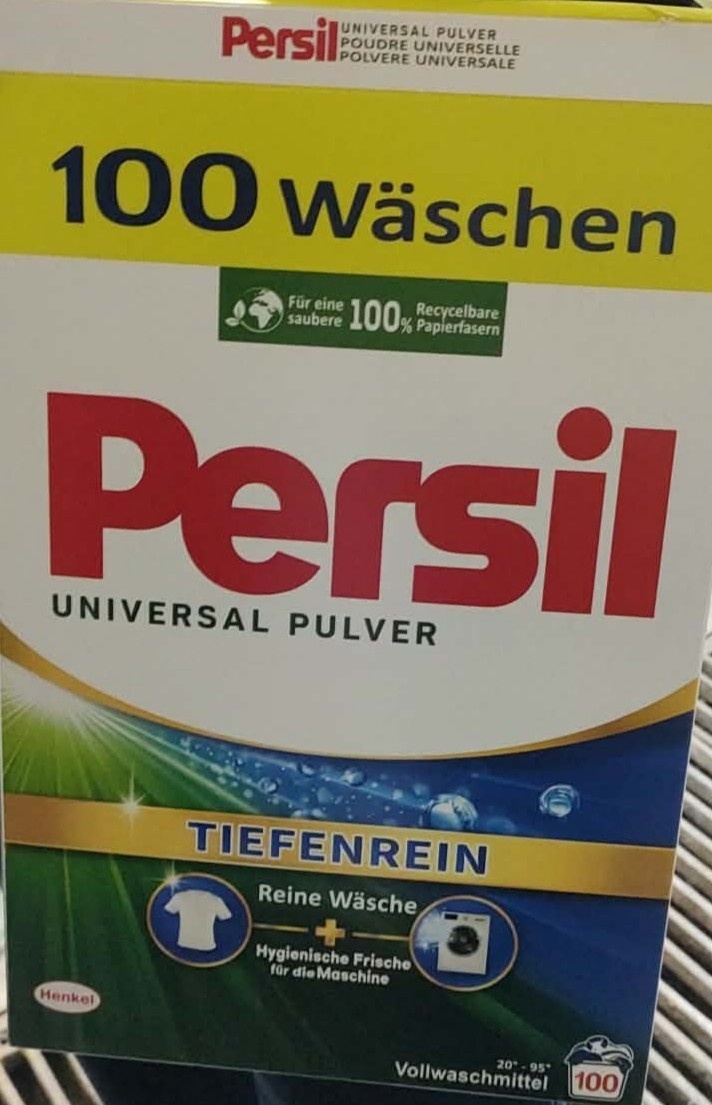 Persil
UNIVERSAL PULVER
POUDRE UNIVERSELLE
POLVERE UNIVERSALE
100 Wäschen
Für eine
saubere
100%
Recycelbare
Papierfasern
Persil
UNIVERSAL PULVER
TIEFENREIN
Reine Wäsche
+
Hygienische Frische
für die Maschine
Henkel
20°-95°
Vollwaschmittel
100